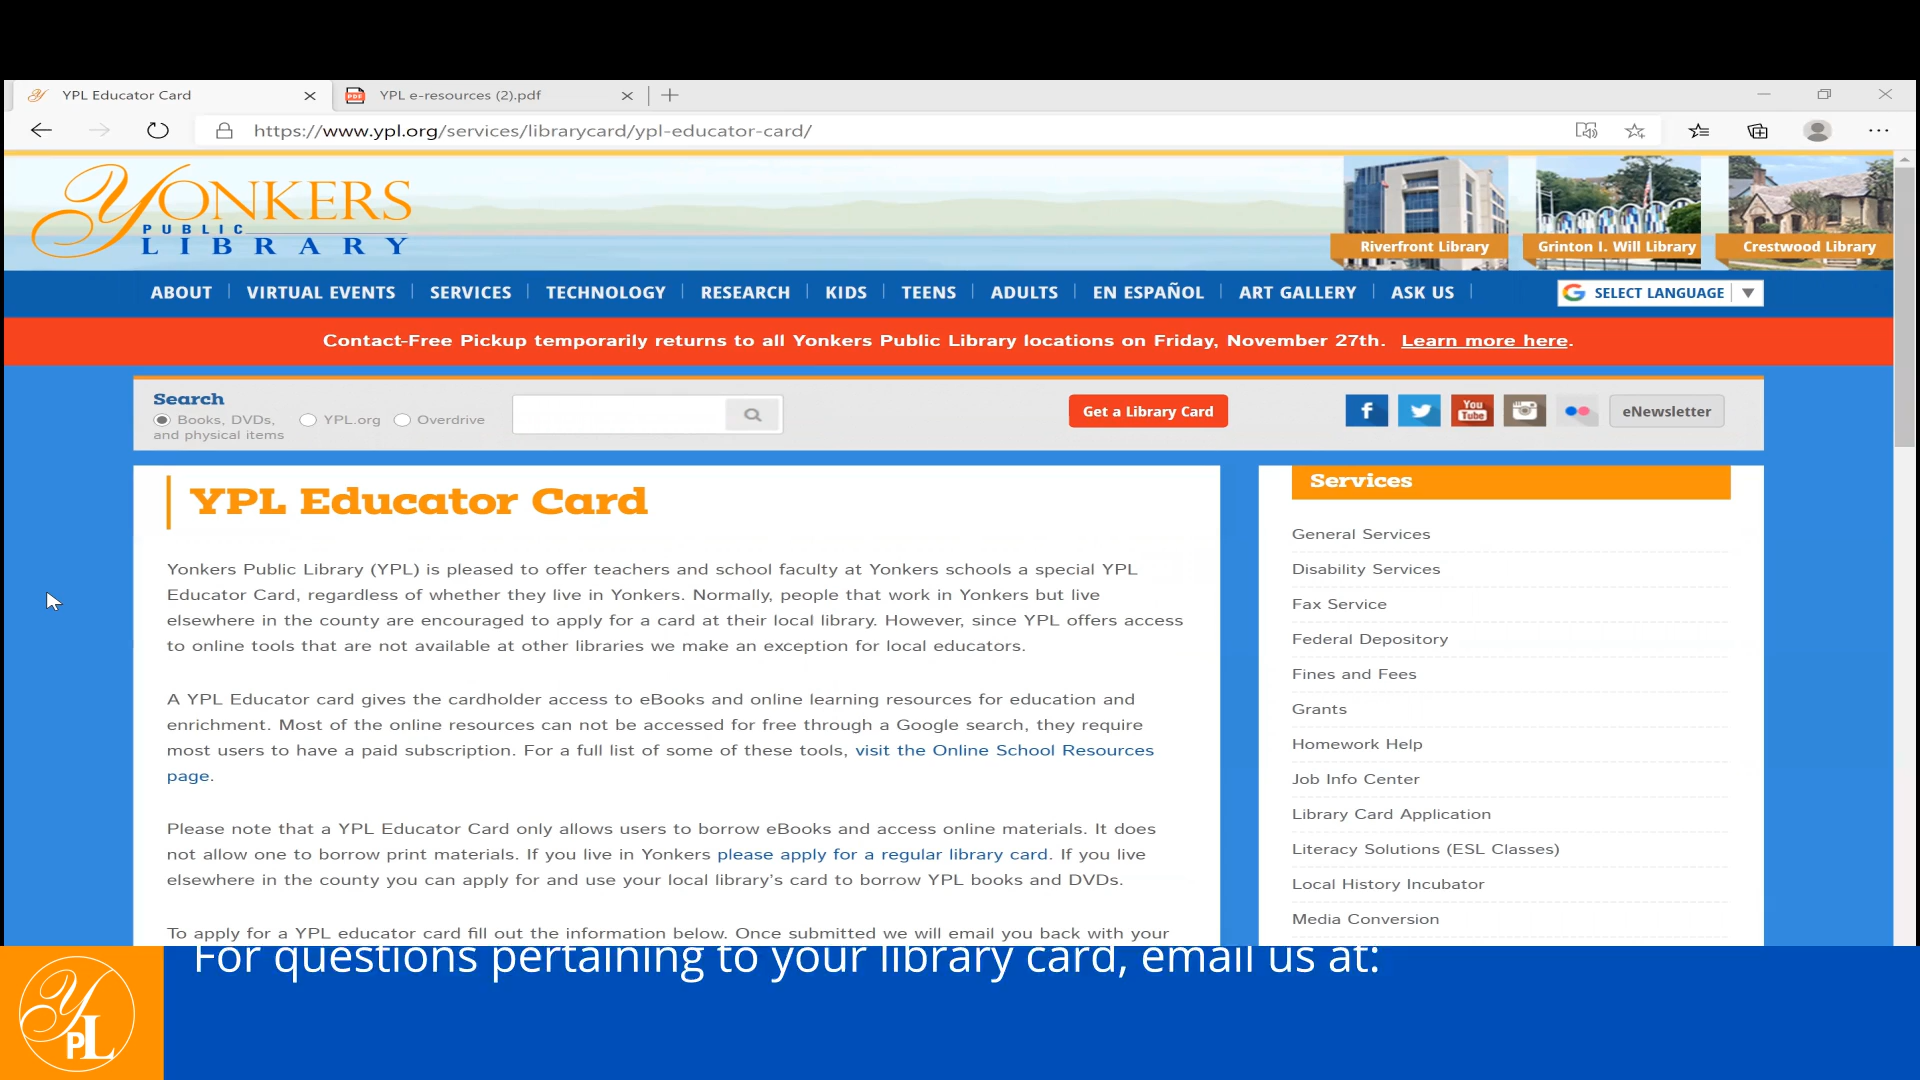 YPL Educator Card
YPL e-resources (2).pdf
https://www.ypl.org/services/librarycard/ypl-educator-card/
YONKERS
PUBLIC
LIBRARY
Riverfront Library
Grinton I. Will Library
Crestwood Library
ABOUT VIRTUAL EVENTS SERVICES TECHNOLOGY RESEARCH KIDS TEENS ADULTS EN ESPAÑOL ART GALLERY ASK US
SELECT LANGUAGE
Contact-Free Pickup temporarily returns to all Yonkers Public Library locations on Friday, November 27th. Learn more here.
Search
Books, DVDs, and physical items
YPL.org
Overdrive
Get a Library Card
You Tube
eNewsletter
YPL Educator Card
Yonkers Public Library (YPL) is pleased to offer teachers and school faculty at Yonkers schools a special YPL
Educator Card, regardless of whether they live in Yonkers. Normally, people that work in Yonkers but live
elsewhere in the county are encouraged to apply for a card at their local library. However, since YPL offers access
to online tools that are not available at other libraries we make an exception for local educators.
A YPL Educator card gives the cardholder access to eBooks and online learning resources for education and
enrichment. Most of the online resources can not be accessed for free through a Google search, they require
most users to have a paid subscription. For a full list of some of these tools, visit the Online School Resources
page.
Please note that a YPL Educator Card only allows users to borrow eBooks and access online materials. It does
not allow one to borrow print materials. If you live in Yonkers please apply for a regular library card. If you live
elsewhere in the county you can apply for and use your local library's card to borrow YPL books and DVDs.
To apply for a YPL educator card fill out the information below. Once submitted we will email you back with your
Services
General Services
Disability Services
Fax Service
Federal Depository
Fines and Fees
Grants
Homework Help
Job Info Center
Library Card Application
Literacy Solutions (ESL Classes)
Local History Incubator
Media Conversion
YPL
For questions pertaining to your library card, email us at: